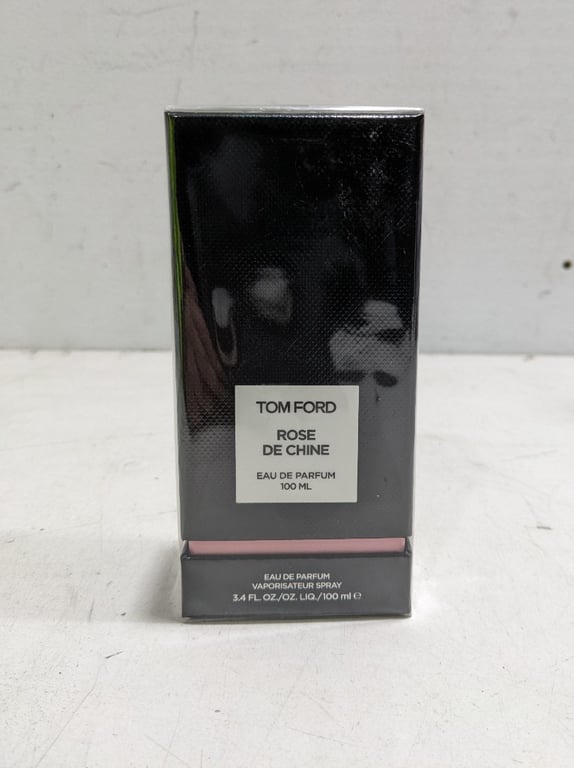 TOM FORD
ROSE
DE CHINE
EAU DE PARFUM
100 ML
EAU DE PARFUM
VAPORISATEUR SPRAY
3.4 FL. OZ./OZ. LIQ./100 ml ℮